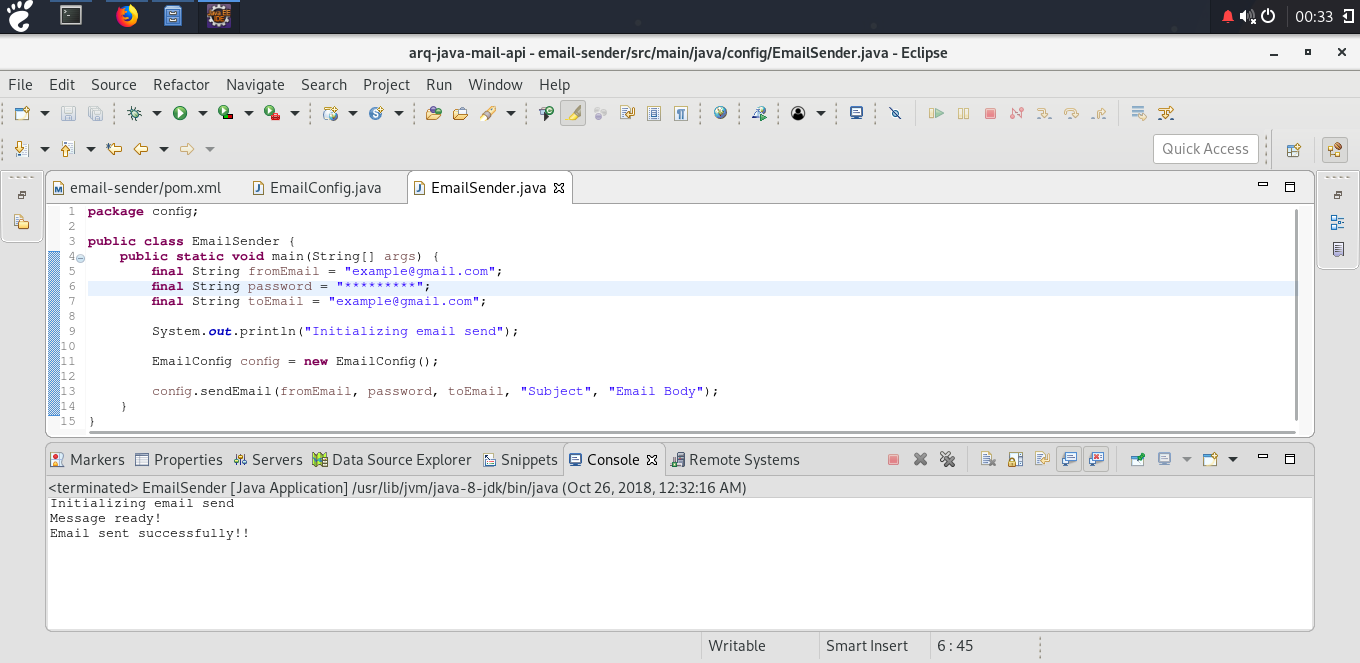 00:33
arq-java-mail-api - email-sender/src/main/java/config/EmailSender.java - Eclipse
File Edit Source Refactor Navigate Search Project Run Window Help
Quick Access
email-sender/pom.xml EmailConfig.java EmailSender.java
1 package config;
2
3 public class EmailSender {
4     public static void main(String[] args) {
5         final String fromEmail = "example@gmail.com";
6         final String password = "*********";
7         final String toEmail = "example@gmail.com";
8
9         System.out.println("Initializing email send");
10
11         EmailConfig config = new EmailConfig();
12
13         config.sendEmail(fromEmail, password, toEmail, "Subject", "Email Body");
14     }
15 }
Markers Properties Servers Data Source Explorer Snippets Console Remote Systems
<terminated> EmailSender [Java Application] /usr/lib/jvm/java-8-jdk/bin/java (Oct 26, 2018, 12:32:16 AM)
Initializing email send
Message ready!
Email sent successfully!!
Writable Smart Insert 6 : 45